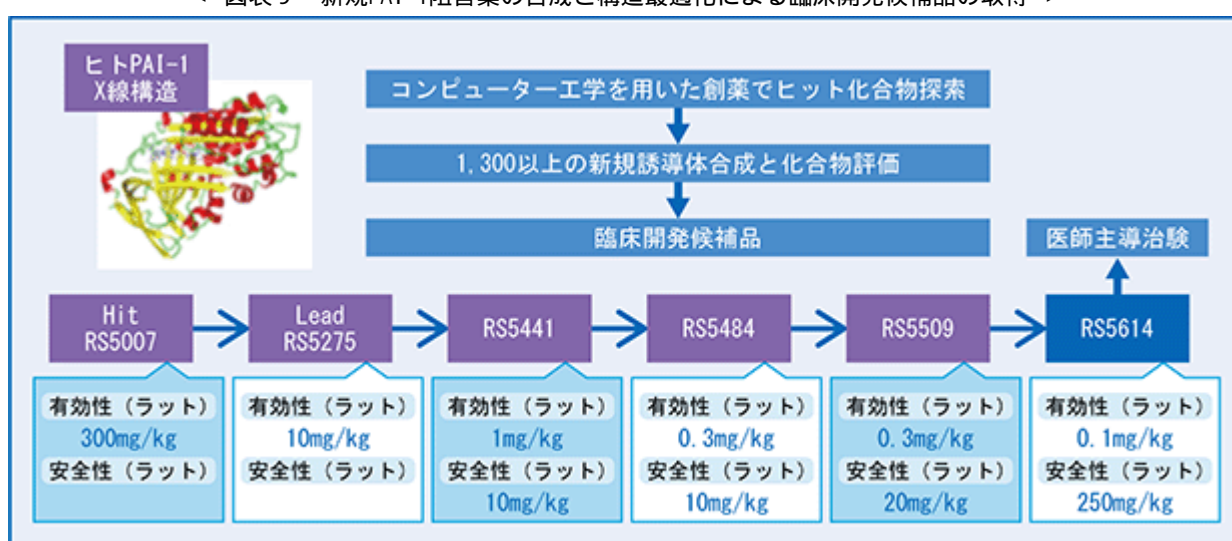 ヒトPAI-1
X線構造
コンピューター工学を用いた創薬でヒット化合物探索
1,300以上の新規誘導体合成と化合物評価
臨床開発候補品
医師主導治験
Hit
RS5007
Lead
RS5275
RS5441
RS5484
RS5509
RS5614
有効性（ラット）
300mg/kg
安全性（ラット）
有効性（ラット）
10mg/kg
安全性（ラット）
有効性（ラット）
1mg/kg
安全性（ラット）
10mg/kg
有効性（ラット）
0.3mg/kg
安全性（ラット）
10mg/kg
有効性（ラット）
0.3mg/kg
安全性（ラット）
20mg/kg
有効性（ラット）
0.1mg/kg
安全性（ラット）
250mg/kg